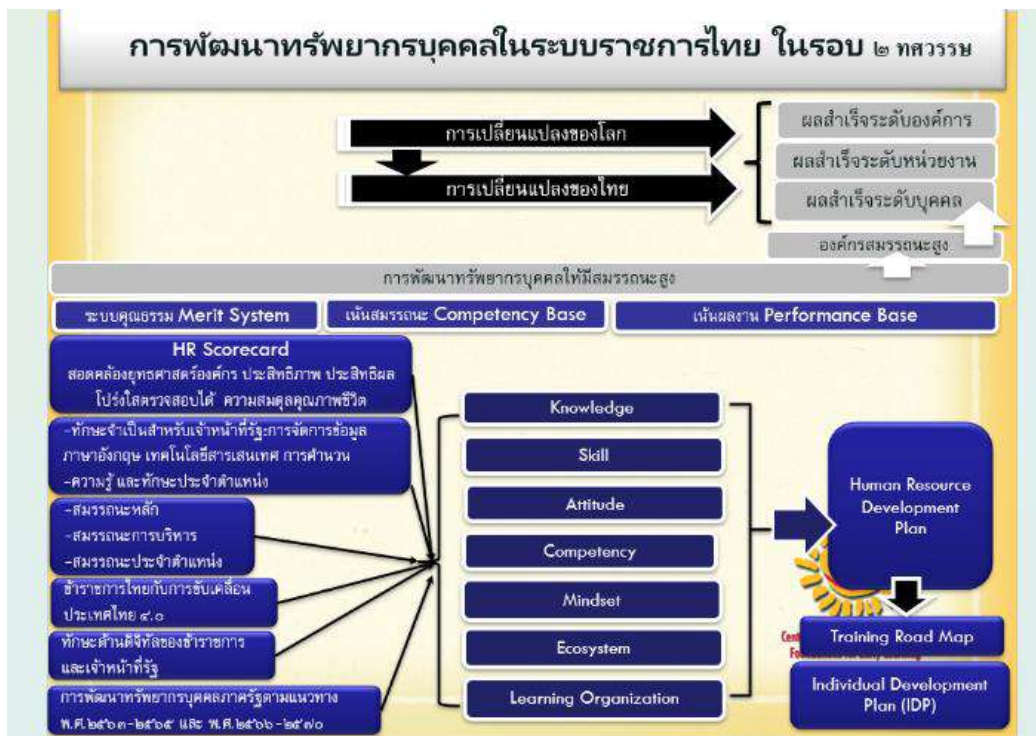 การพัฒนาทรัพยากรบุคคลในระบบราชการไทย ในรอบ ๒ ทศวรรษ
การเปลี่ยนแปลงของโลก
การเปลี่ยนแปลงของไทย
ผลสำเร็จระดับองค์การ
ผลสำเร็จระดับหน่วยงาน
ผลสำเร็จระดับบุคคล
องค์กรสมรรถนะสูง
การพัฒนาทรัพยากรบุคคลให้มีสมรรถนะสูง
ระบบคุณธรรม Merit System
เน้นสมรรถนะ Competency Base
เน้นผลงาน Performance Base
HR Scorecard
สอดคล้องยุทธศาสตร์องค์กร ประสิทธิภาพ ประสิทธิผล
โปร่งใสตรวจสอบได้ ความสมดุลคุณภาพชีวิต
-ทักษะจำเป็นสำหรับเจ้าหน้าที่รัฐ:การจัดการข้อมูล
ภาษาอังกฤษ เทคโนโลยีสารเสนเทศ การคำนวน
-ความรู้ และทักษะประจำตำแหน่ง
-สมรรถนะหลัก
-สมรรถนะการบริหาร
-สมรรถนะประจำตำแหน่ง
ข้าราชการไทยกับการขับเคลื่อน
ประเทศไทย ๔.๐
ทักษะด้านดิจิทัลของข้าราชการ
และเจ้าหน้าที่รัฐ
การพัฒนาทรัพยากรบุคคลภาครัฐตามแนวทาง
พ.ศ.๒๕๖๓-๒๕๖๕ และ พ.ศ.๒๕๖๖-๒๕๗๐
Knowledge
Skill
Attitude
Competency
Mindset
Ecosystem
Learning Organization
Human Resource
Development
Plan
Training Road Map
Individual Development
Plan (IDP)